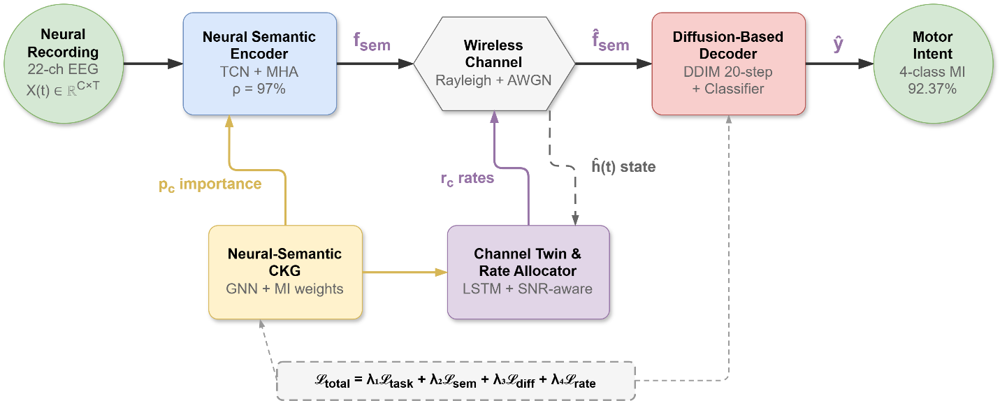 Neural
Recording
22-ch EEG
X(t) ∈ ℝ^C×T
Neural Semantic
Encoder
TCN + MHA
ρ = 97%
f_sem
Wireless
Channel
Rayleigh + AWGN
f̂_sem
Diffusion-Based
Decoder
DDIM 20-step
+ Classifier
ŷ
Motor
Intent
4-class MI
92.37%
p_c importance
r_c rates
ĥ(t) state
Neural-Semantic
CKG
GNN + MI weights
Channel Twin &
Rate Allocator
LSTM + SNR-aware
ℒ_total = λ₁ℒ_task + λ₂ℒ_sem + λ₃ℒ_diff + λ₄ℒ_rate